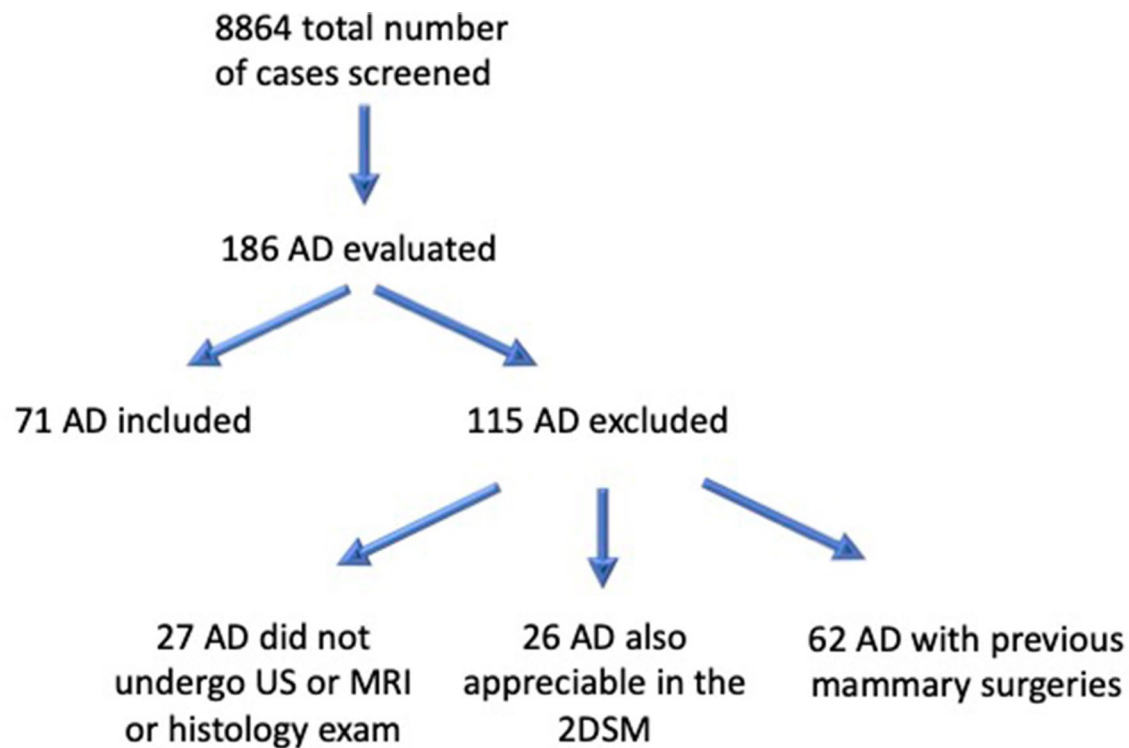 8864 total number
of cases screened
186 AD evaluated
71 AD included
115 AD excluded
27 AD did not
undergo US or MRI
or histology exam
26 AD also
appreciable in the
2DSM
62 AD with previous
mammary surgeries